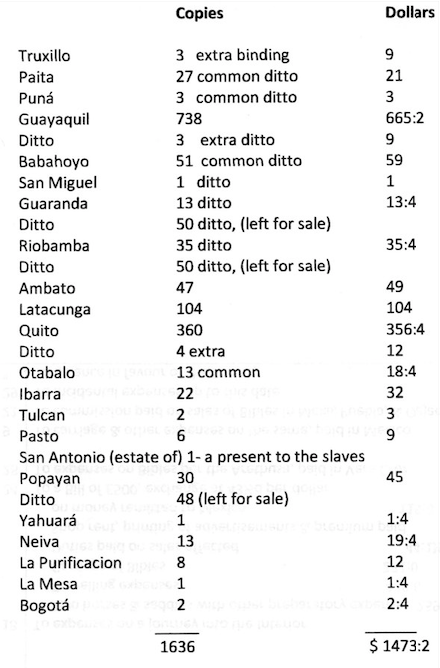 Copies Dollars
Truxillo 3 extra binding 9
Paita 27 common ditto 21
Puná 3 common ditto 3
Guayaquil 738 665:2
Ditto 3 extra ditto 9
Babahoyo 51 common ditto 59
San Miguel 1 ditto 1
Guaranda 13 ditto 13:4
Ditto 50 ditto, (left for sale)
Riobamba 35 ditto 35:4
Ditto 50 ditto, (left for sale)
Ambato 47 49
Latacunga 104 104
Quito 360 356:4
Ditto 4 extra 12
Otabalo 13 common 18:4
Ibarra 22 32
Tulcan 2 3
Pasto 6 9
San Antonio (estate of) 1- a present to the slaves
Popayan 30 45
Ditto 48 (left for sale)
Yahuará 1 1:4
Neiva 13 19:4
La Purificacion 8 12
La Mesa 1 1:4
Bogotá 2 2:4
1636 $ 1473:2